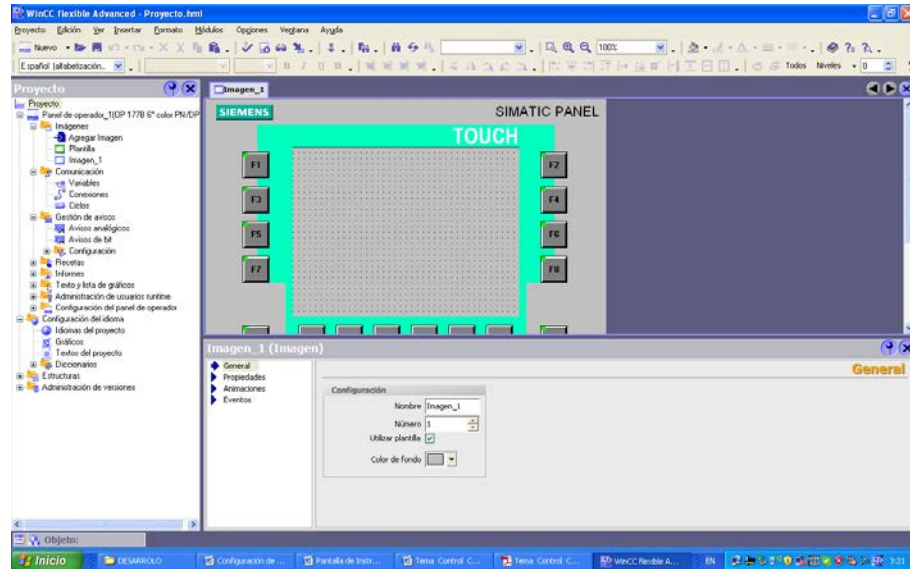 WinCC flexible Advanced - Proyecto.hmi
Proyecto Edición Ver Insertar Formato Módulos Opciones Ventana Ayuda
Nuevo 100%
Todos Niveles 0
Proyecto
Imagen_1
Proyecto
Panel de operador_1(OP 177B 6" color PN/DP
Imágenes
Agregar Imagen
Plantilla
Imagen_1
Comunicación
Variables
Conexiones
Ciclos
Gestión de avisos
Avisos analógicos
Avisos de bit
Configuración
Recetas
Informes
Texto y lista de gráficos
Administración de usuarios runtime
Configuración del panel de operador
Configuración del idioma
Idiomas del proyecto
Gráficos
Textos del proyecto
Diccionarios
Estructuras
Administración de versiones
SIEMENS
SIMATIC PANEL
TOUCH
F1
F2
F3
F4
F5
F6
F7
F8
Imagen_1 (Imagen)
General
Propiedades
Animaciones
Eventos
General
Configuración
Nombre Imagen_1
Número 1
Utilizar plantilla
Color de fondo
Objeto:
Inicio
DESARROLO
Configuración de ...
Pantalla de Instr...
Tema Control C...
Tema Control C...
WinCC flexible A...
EN
3:21